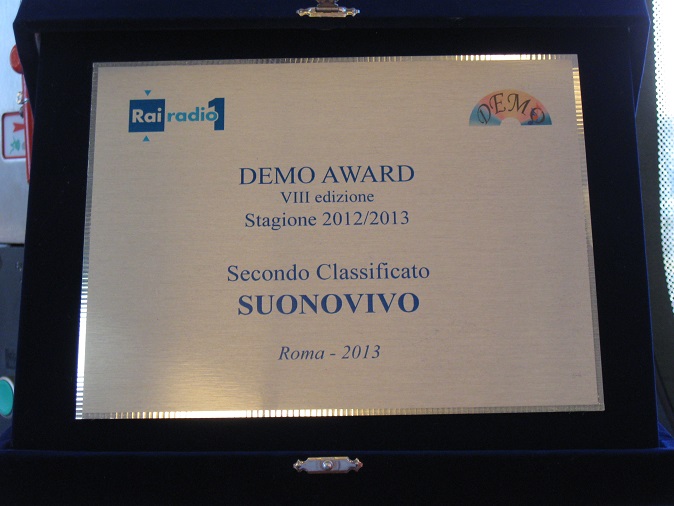 Rai radio 1
DEMO
DEMO AWARD
VIII edizione
Stagione 2012/2013
Secondo Classificato
SUONOVIVO
Roma - 2013